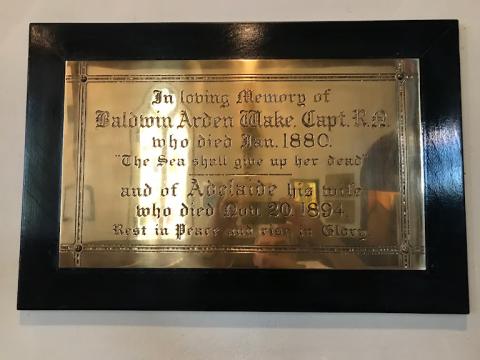 In loving Memory of
Baldwin Arden Wake, Capt. R.N.
who died Jan. 1880.
"The Sea shall give up her dead"
and of Adelaide his wife
who died Nov. 20. 1894.
Rest in Peace and rise in Glory.